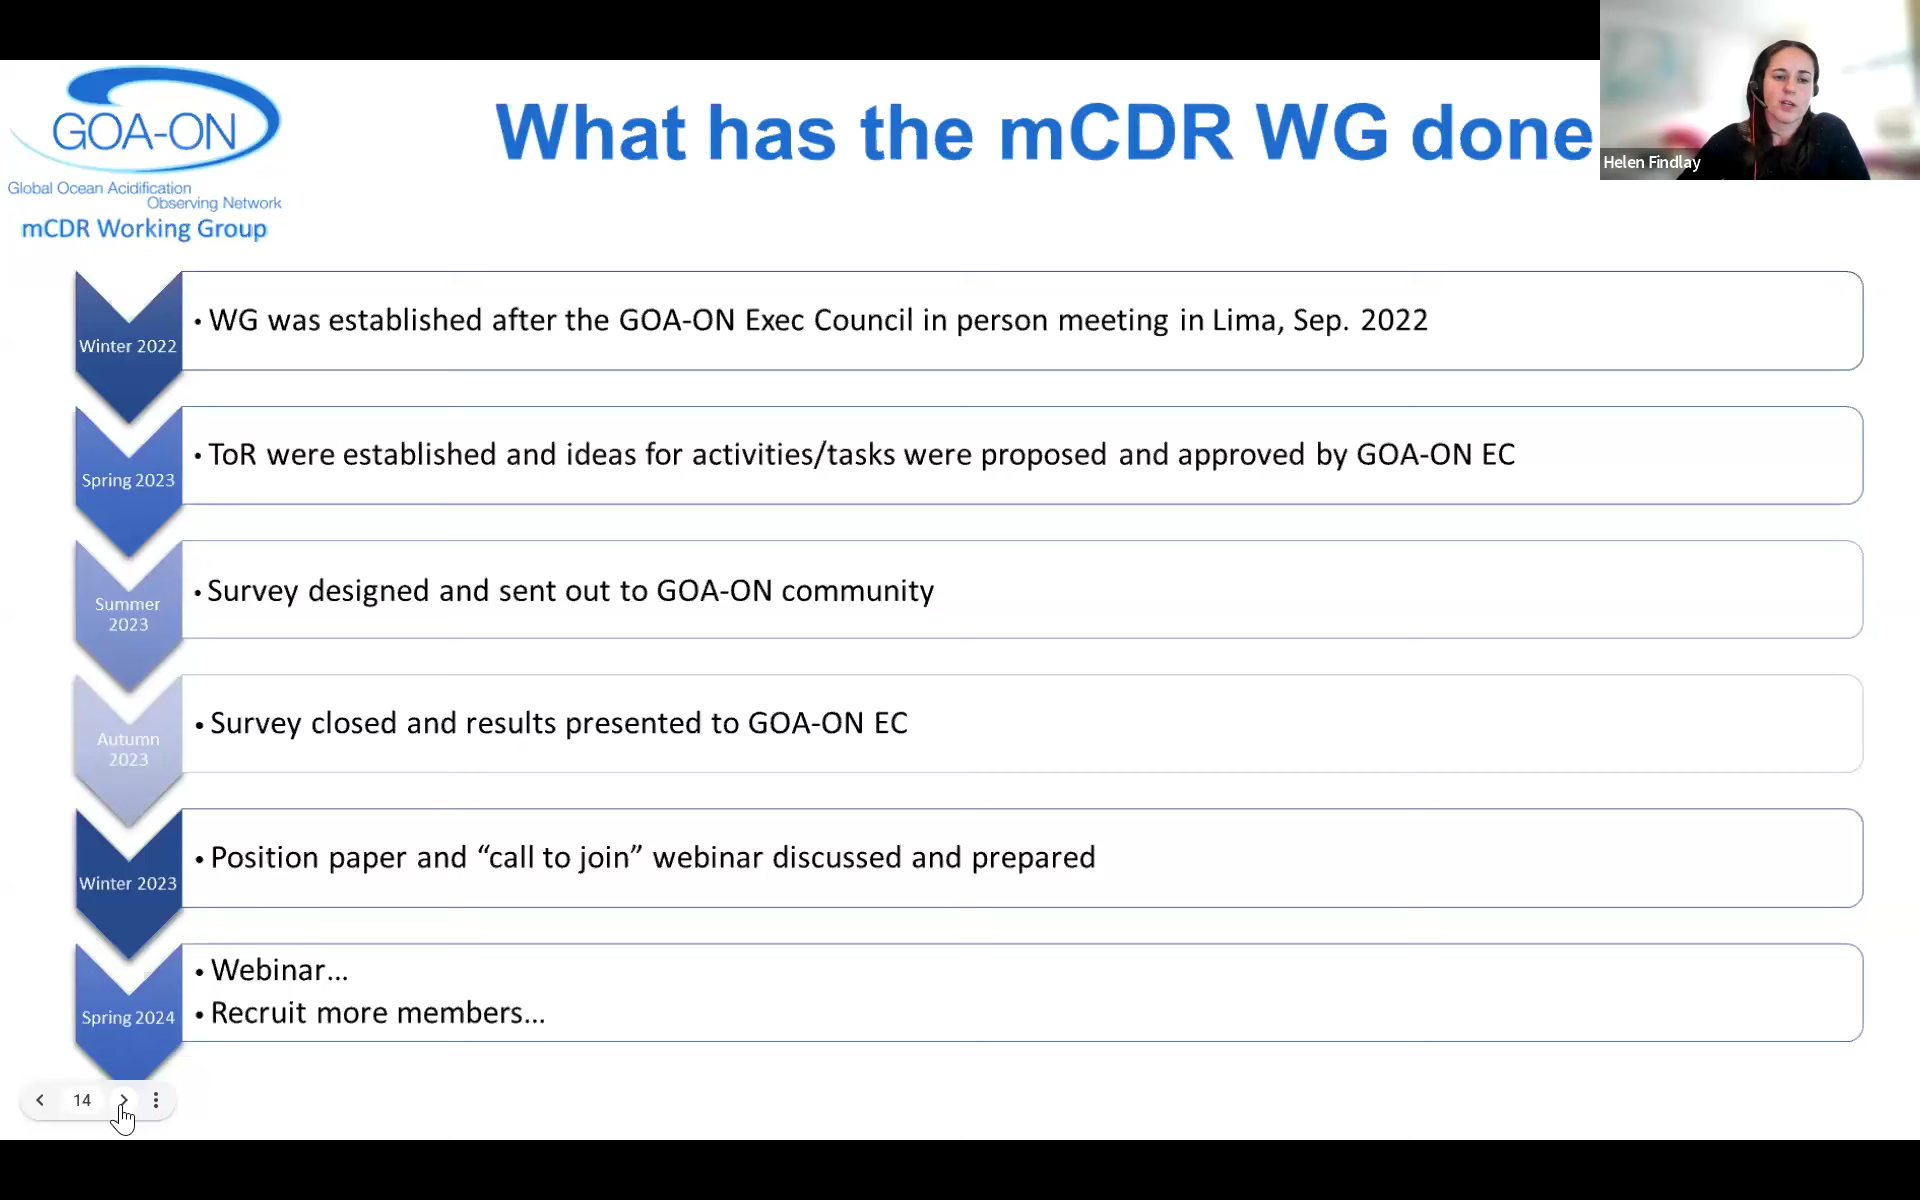 GOA-ON
Global Ocean Acidification
Observing Network
mCDR Working Group
What has the mCDR WG done
Helen Findlay
Winter 2022
• WG was established after the GOA-ON Exec Council in person meeting in Lima, Sep. 2022
Spring 2023
• ToR were established and ideas for activities/tasks were proposed and approved by GOA-ON EC
Summer
2023
• Survey designed and sent out to GOA-ON community
Autumn
2023
• Survey closed and results presented to GOA-ON EC
Winter 2023
• Position paper and “call to join” webinar discussed and prepared
Spring 2024
• Webinar...
• Recruit more members...
14